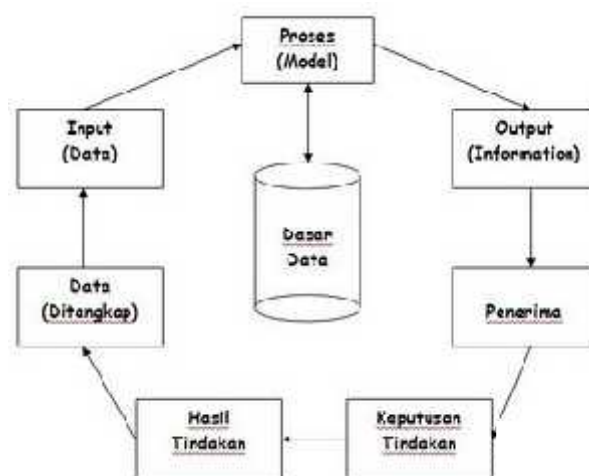 Proses
(Model)
Input
(Data)
Output
(Information)
Dasar
Data
Data
(Ditangkap)
Penerima
Hasil
Tindakan
Keputusan
Tindakan